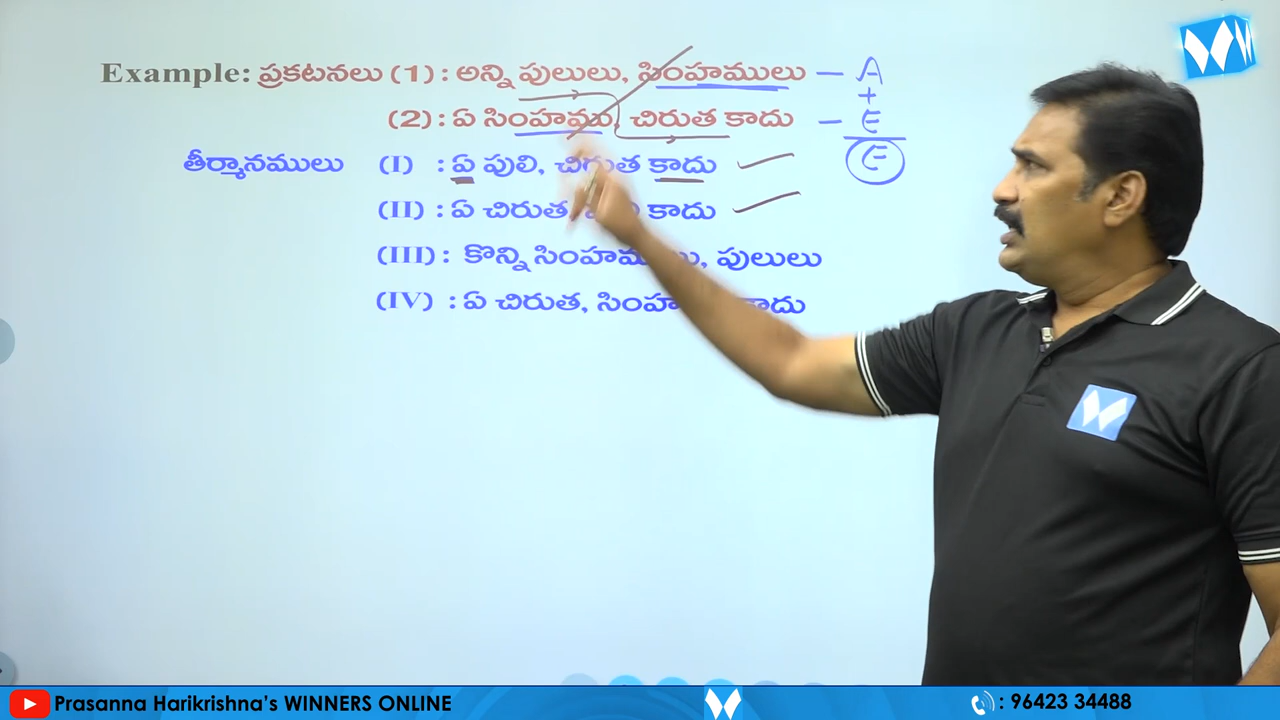 Example: ప్రకటనలు (1) : అన్ని పులులు, సింహములు — A
+
(2) : ఏ సింహము, చిరుత కాదు — E
తీర్మానములు (I) : ఏ పులి, చిరుత కాదు E
(II) : ఏ చిరుత, కాదు
(III) : కొన్ని పులులు
(IV) : ఏ చిరుత,
Prasanna Harikrishna's WINNERS ONLINE
: 96423 34488